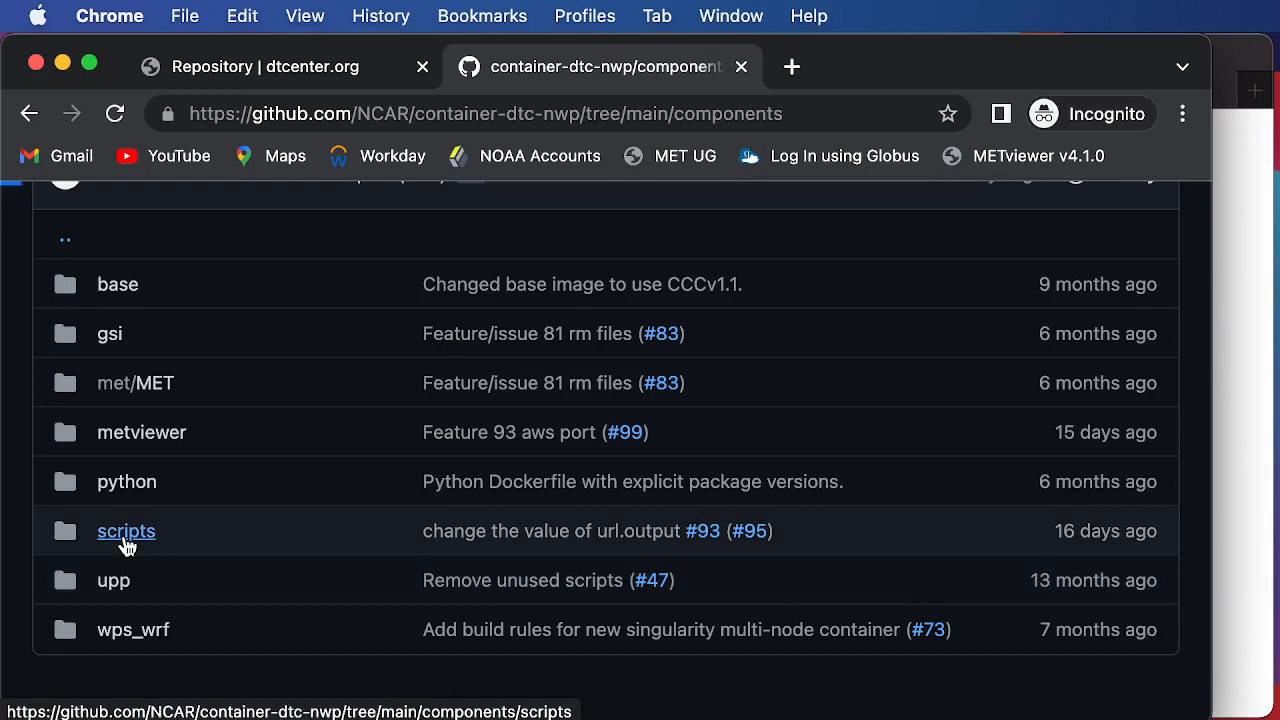 Chrome File Edit View History Bookmarks Profiles Tab Window Help
Repository | dtcenter.org container-dtc-nwp/component
https://github.com/NCAR/container-dtc-nwp/tree/main/components Incognito
Gmail YouTube Maps Workday NOAA Accounts MET UG Log In using Globus METviewer v4.1.0
..
base Changed base image to use CCCv1.1. 9 months ago
gsi Feature/issue 81 rm files (#83) 6 months ago
met/MET Feature/issue 81 rm files (#83) 6 months ago
metviewer Feature 93 aws port (#99) 15 days ago
python Python Dockerfile with explicit package versions. 6 months ago
scripts change the value of url.output #93 (#95) 16 days ago
upp Remove unused scripts (#47) 13 months ago
wps_wrf Add build rules for new singularity multi-node container (#73) 7 months ago
https://github.com/NCAR/container-dtc-nwp/tree/main/components/scripts